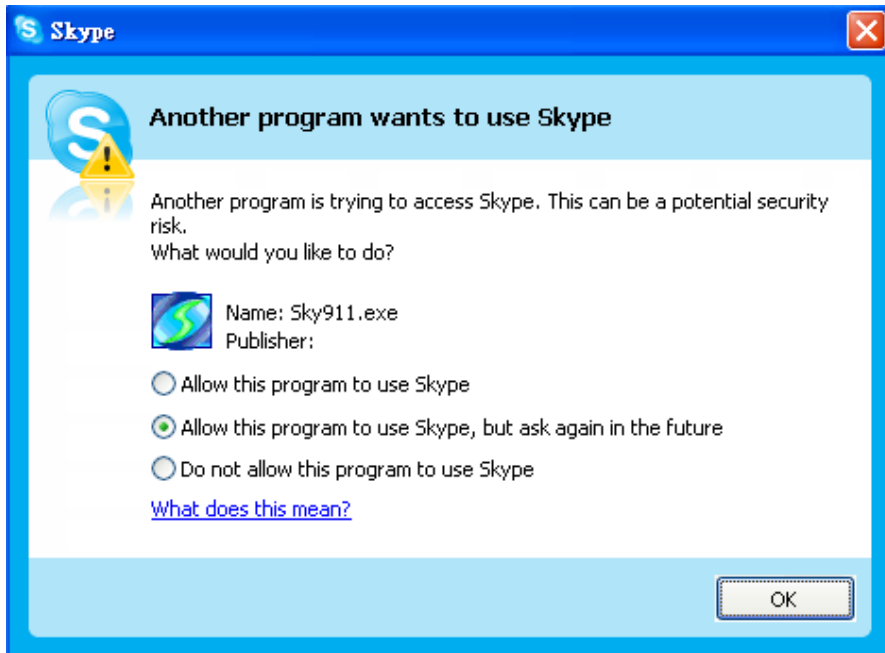 Skype
Another program wants to use Skype
Another program is trying to access Skype. This can be a potential security
risk.
What would you like to do?
Name: Sky911.exe
Publisher:
Allow this program to use Skype
Allow this program to use Skype, but ask again in the future
Do not allow this program to use Skype
What does this mean?
OK